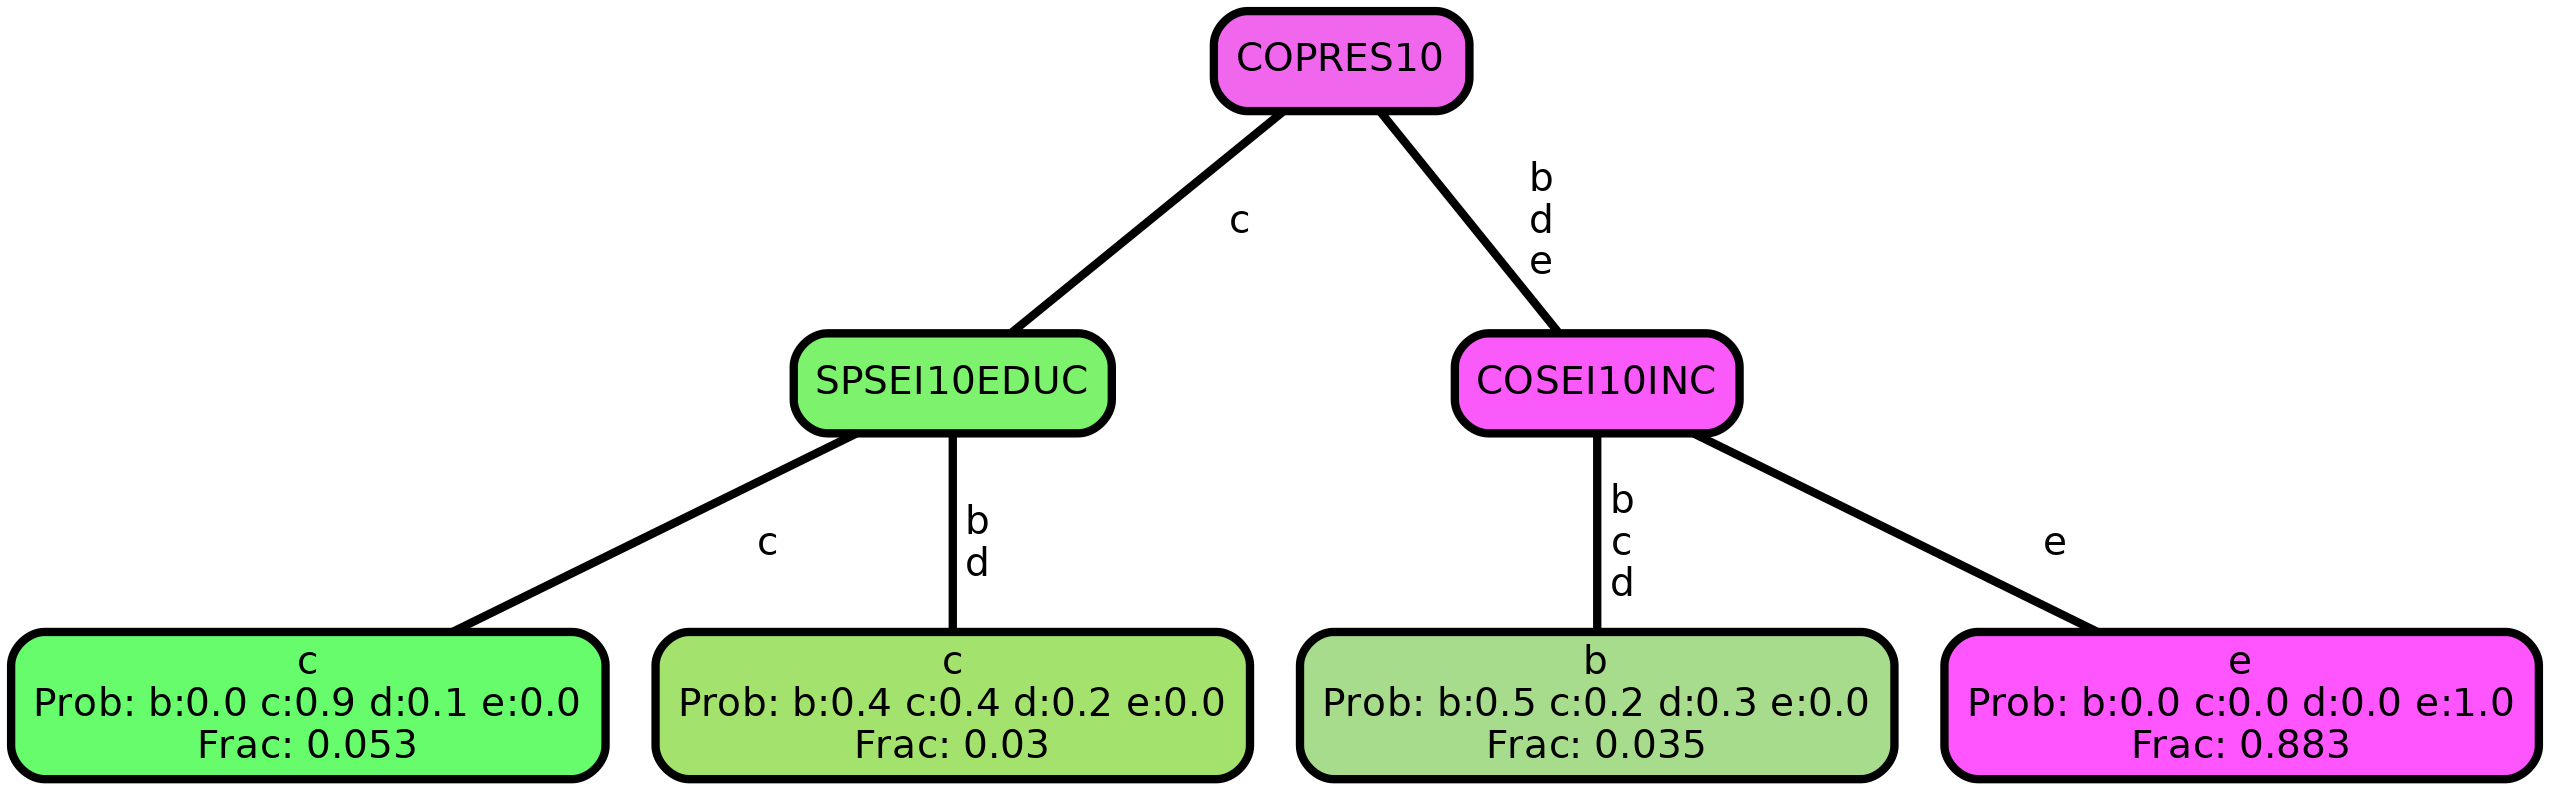 COPRES10
c
b
d
e
SPSEI10EDUC
COSEI10INC
c
b
d
b
c
d
e
c
Prob: b:0.0 c:0.9 d:0.1 e:0.0
Frac: 0.053
c
Prob: b:0.4 c:0.4 d:0.2 e:0.0
Frac: 0.03
b
Prob: b:0.5 c:0.2 d:0.3 e:0.0
Frac: 0.035
e
Prob: b:0.0 c:0.0 d:0.0 e:1.0
Frac: 0.883